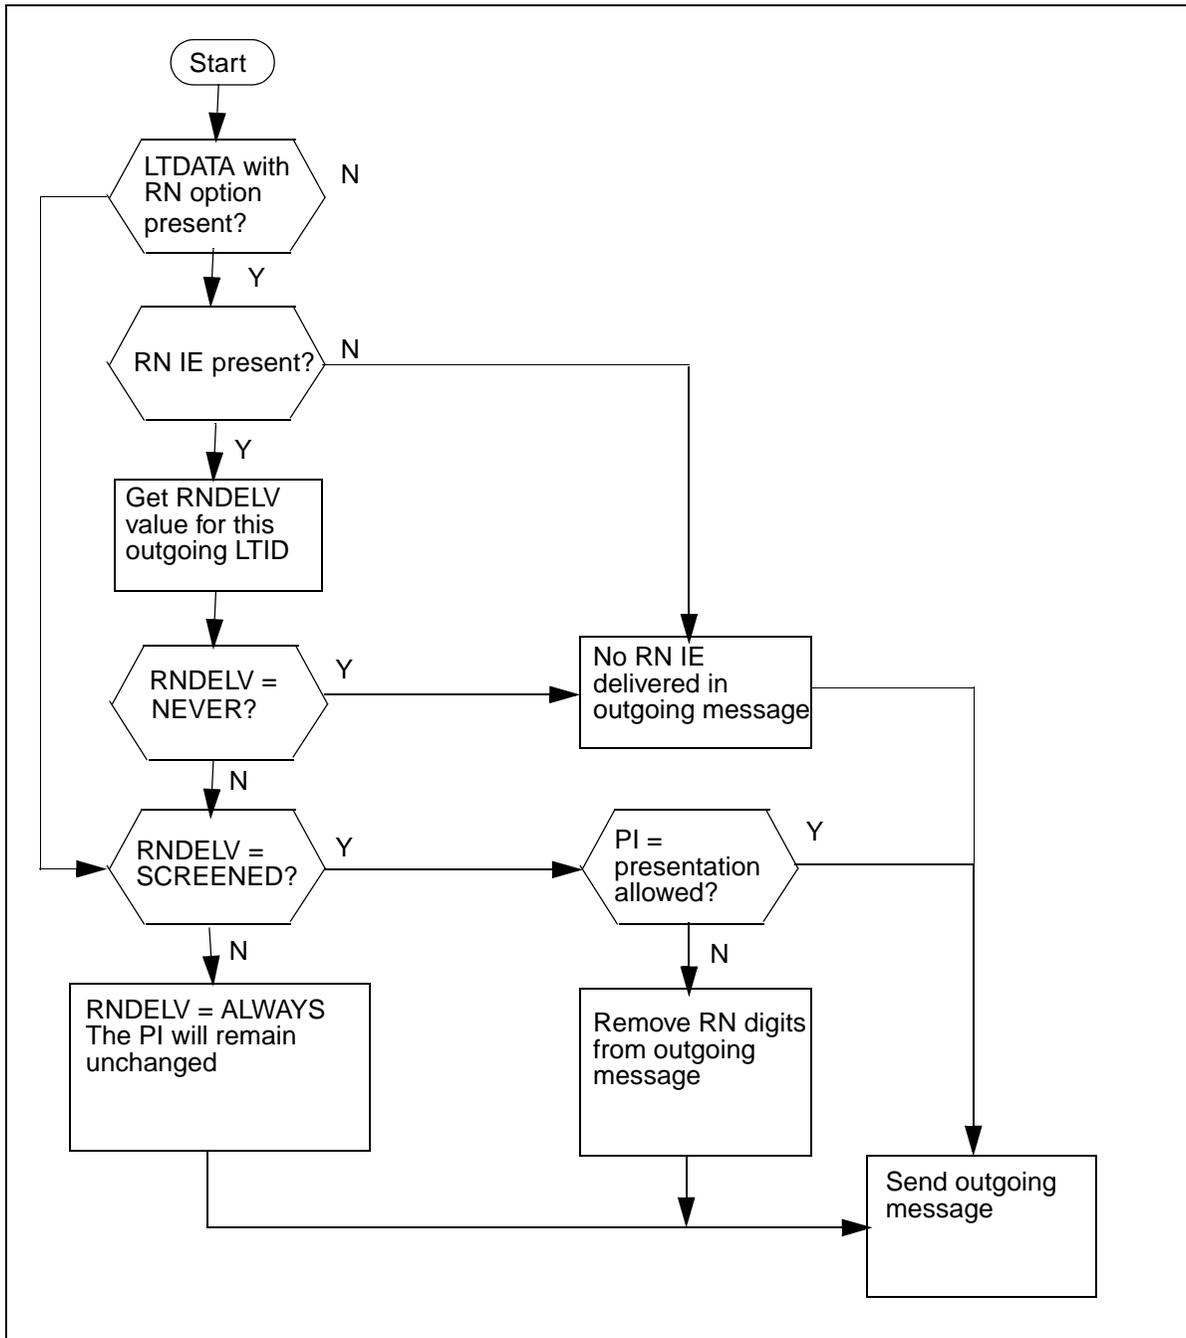 Start
LTDATA with
RN option
present?
N
Y
RN IE present?
N
Y
Get RNDELV
value for this
outgoing LTID
RNDELV =
NEVER?
Y
No RN IE
delivered in
outgoing message
N
RNDELV =
SCREENED?
Y
PI =
presentation
allowed?
Y
N
N
RNDELV = ALWAYS
The PI will remain
unchanged
Remove RN digits
from outgoing
message
Send outgoing
message